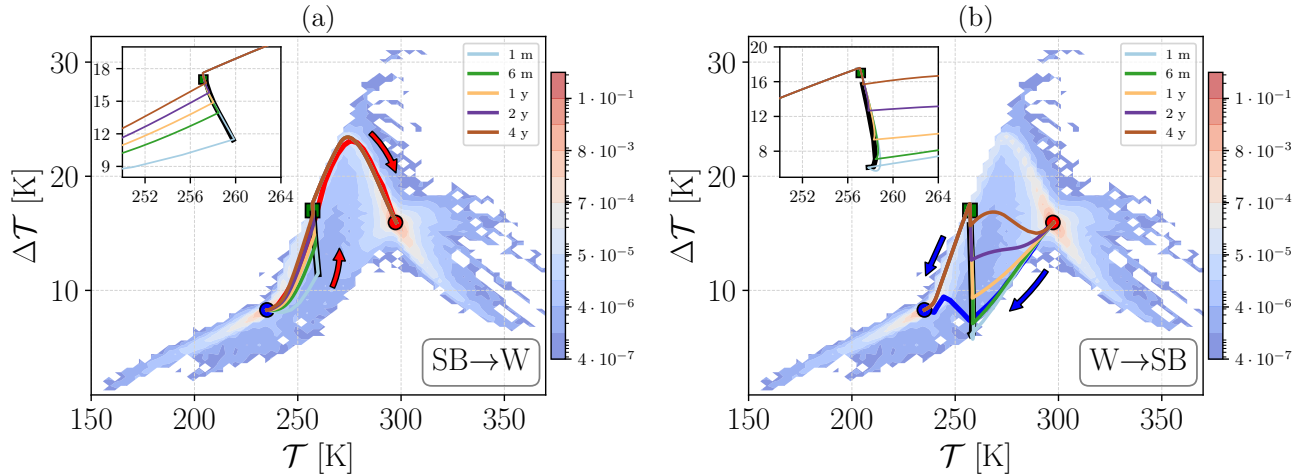 (a)
30
20
10
ΔT [K]
150
200
250
300
350
T [K]
18
15
12
9
252
256
260
264
1 m
6 m
1 y
2 y
4 y
SB→W
1 · 10⁻¹
8 · 10⁻³
7 · 10⁻⁴
5 · 10⁻⁵
4 · 10⁻⁶
4 · 10⁻⁷
(b)
30
20
10
ΔT [K]
150
200
250
300
350
T [K]
20
16
12
8
252
256
260
264
1 m
6 m
1 y
2 y
4 y
W→SB
1 · 10⁻¹
8 · 10⁻³
7 · 10⁻⁴
5 · 10⁻⁵
4 · 10⁻⁶
4 · 10⁻⁷